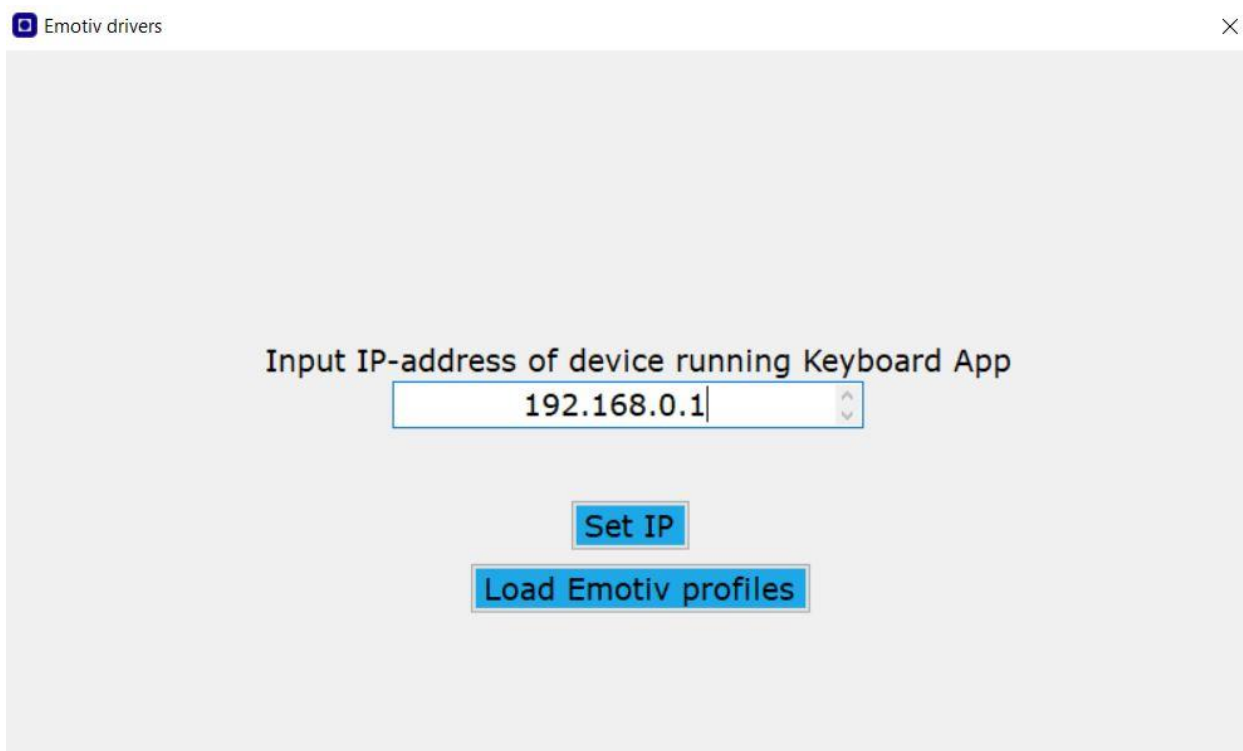 Emotiv drivers
Input IP-address of device running Keyboard App
192.168.0.1
Set IP
Load Emotiv profiles